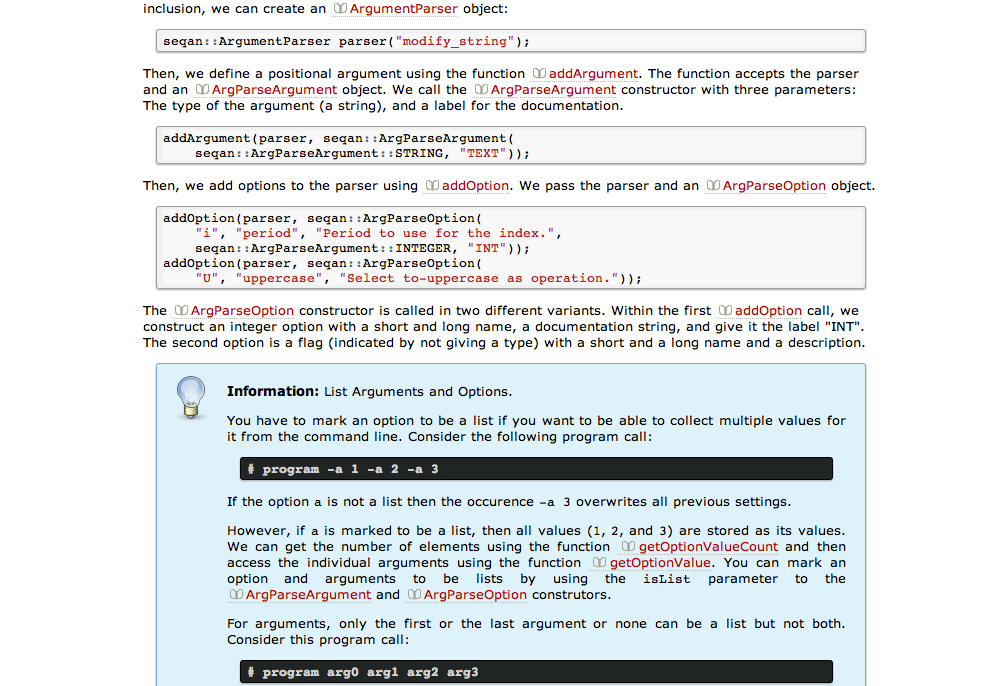 inclusion, we can create an ArgumentParser object:
seqan::ArgumentParser parser("modify_string");
Then, we define a positional argument using the function addArgument. The function accepts the parser
and an ArgParseArgument object. We call the ArgParseArgument constructor with three parameters:
The type of the argument (a string), and a label for the documentation.
addArgument(parser, seqan::ArgParseArgument(
    seqan::ArgParseArgument::STRING, "TEXT"));
Then, we add options to the parser using addOption. We pass the parser and an ArgParseOption object.
addOption(parser, seqan::ArgParseOption(
    "i", "period", "Period to use for the index.",
    seqan::ArgParseArgument::INTEGER, "INT"));
addOption(parser, seqan::ArgParseOption(
    "U", "uppercase", "Select to-uppercase as operation."));
The ArgParseOption constructor is called in two different variants. Within the first addOption call, we
construct an integer option with a short and long name, a documentation string, and give it the label "INT".
The second option is a flag (indicated by not giving a type) with a short and a long name and a description.
Information: List Arguments and Options.
You have to mark an option to be a list if you want to be able to collect multiple values for
it from the command line. Consider the following program call:
# program -a 1 -a 2 -a 3
If the option a is not a list then the occurence -a 3 overwrites all previous settings.
However, if a is marked to be a list, then all values (1, 2, and 3) are stored as its values.
We can get the number of elements using the function getOptionValueCount and then
access the individual arguments using the function getOptionValue. You can mark an
option and arguments to be lists by using the isList parameter to the
ArgParseArgument and ArgParseOption construtors.
For arguments, only the first or the last argument or none can be a list but not both.
Consider this program call:
# program arg0 arg1 arg2 arg3